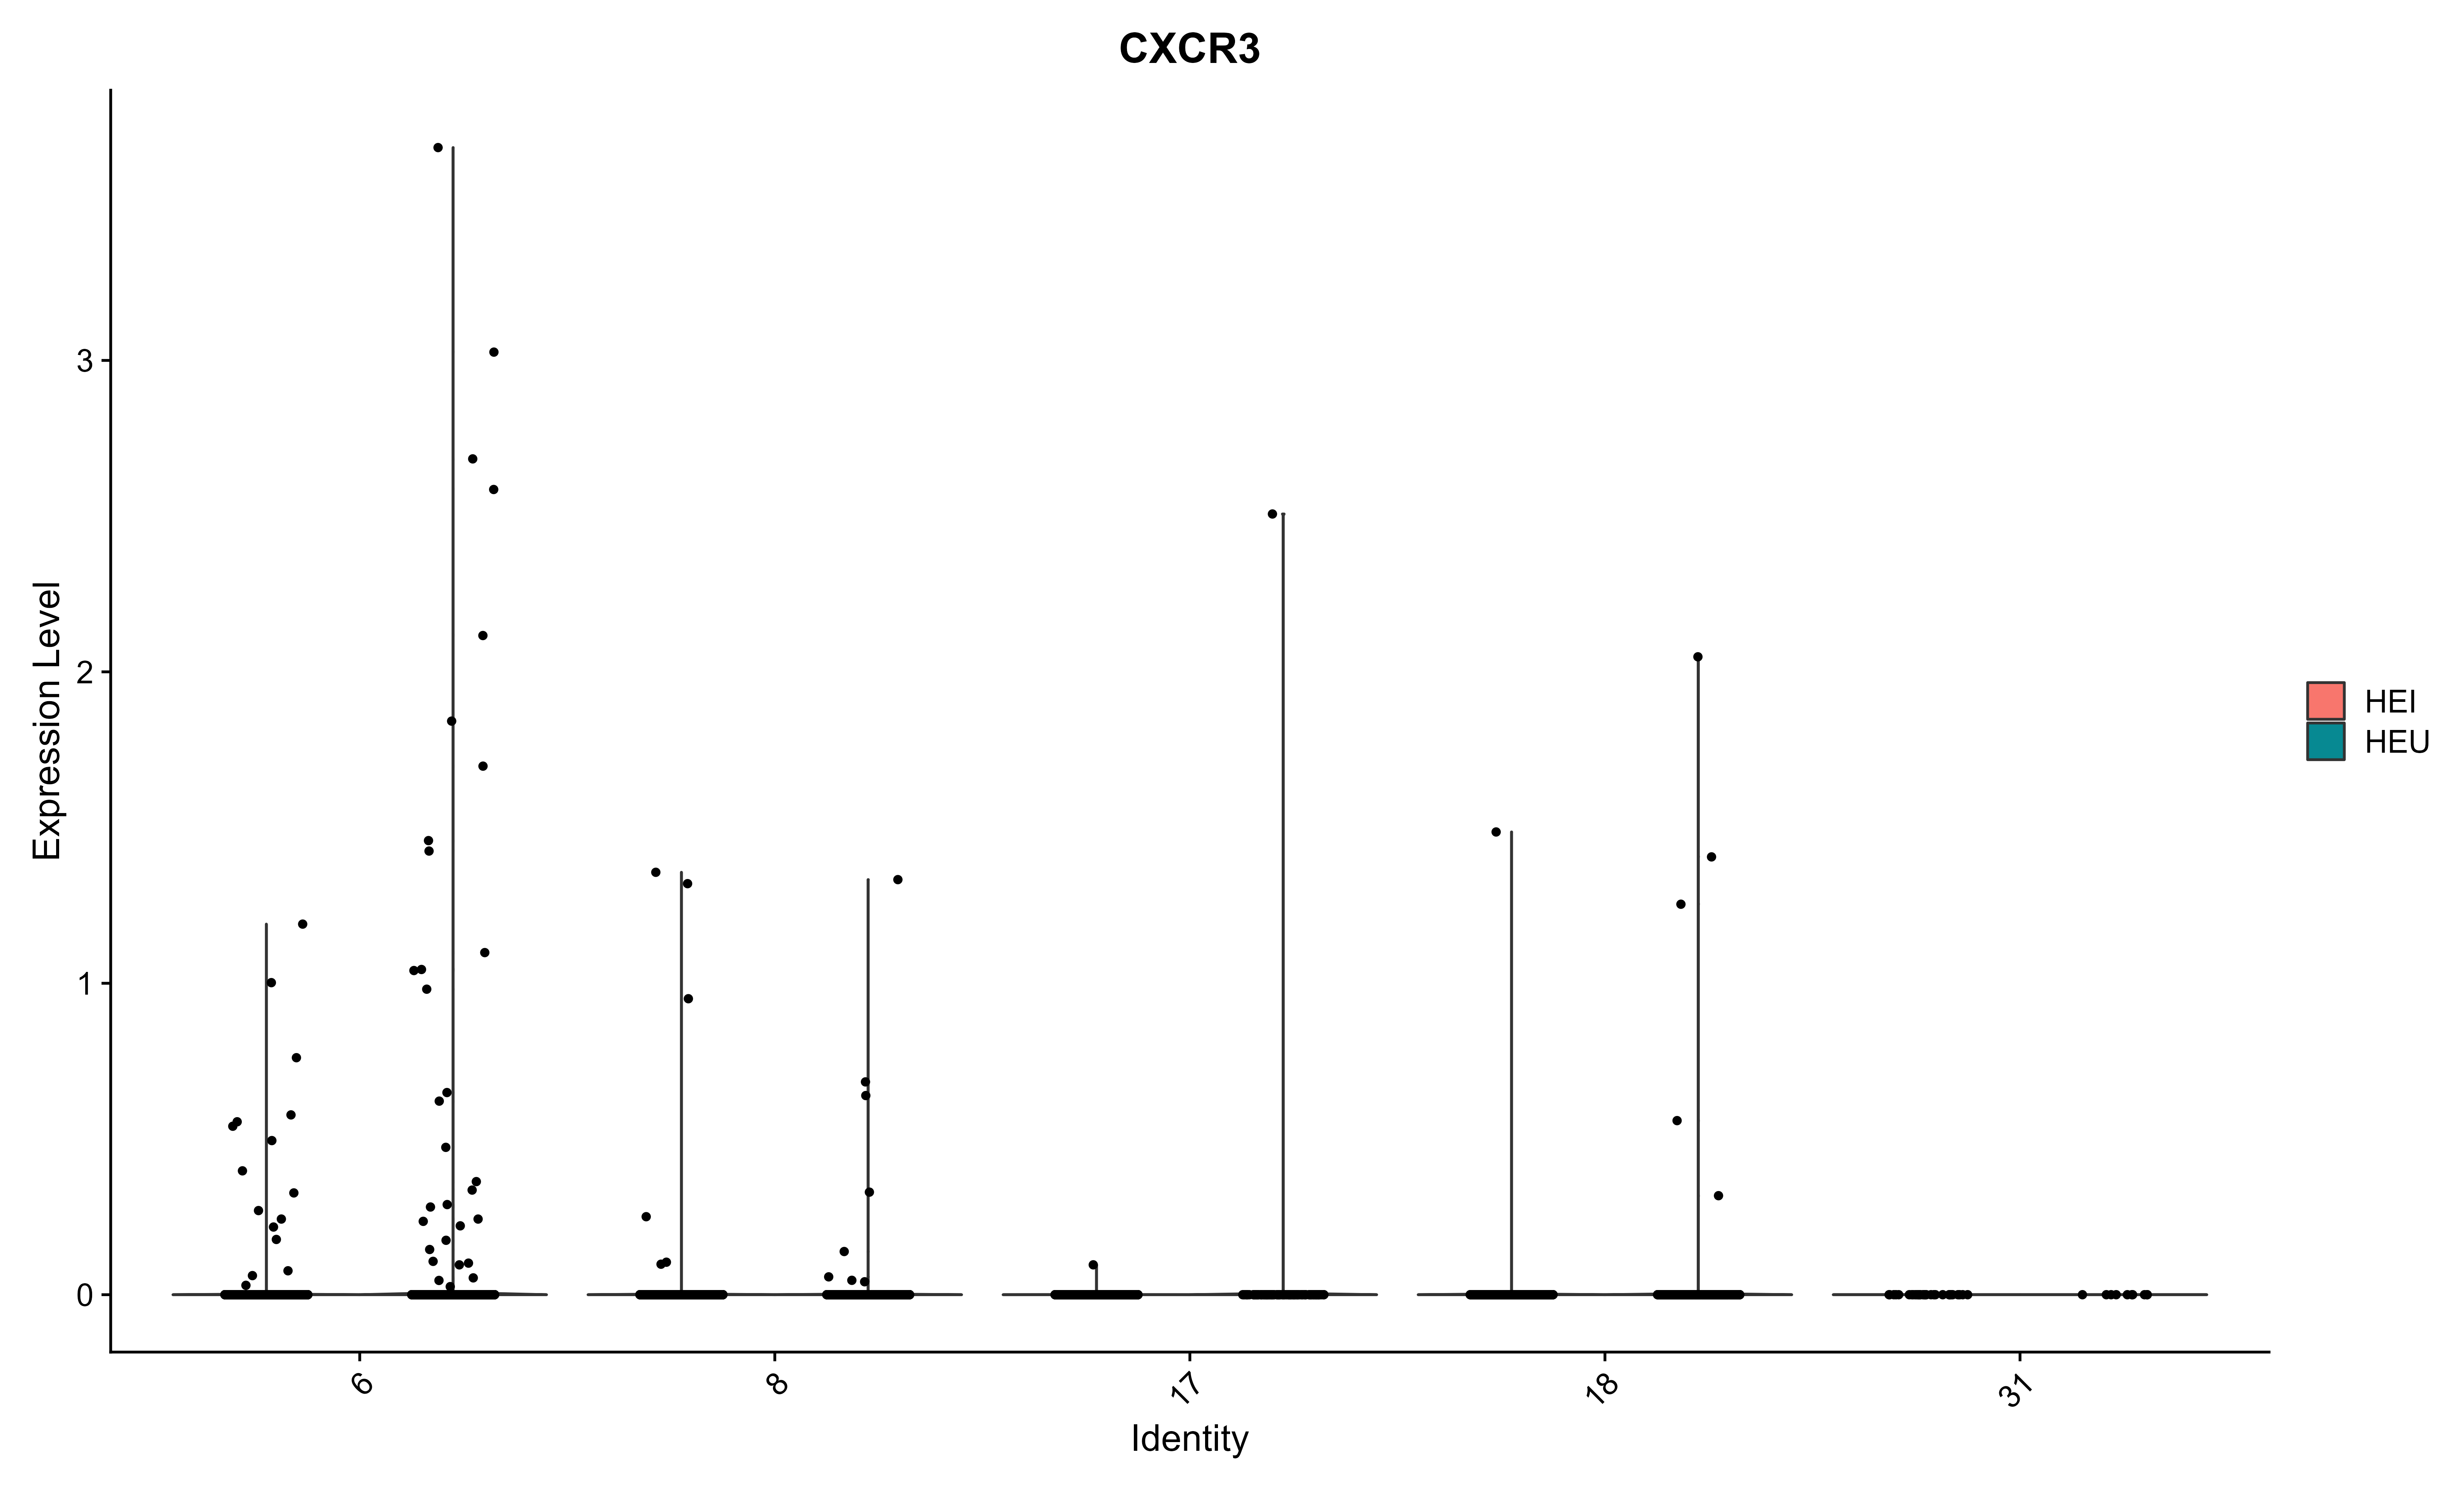 CXCR3
Expression Level
3
2
1
0
6
8
17
18
31
Identity
HEI
HEU